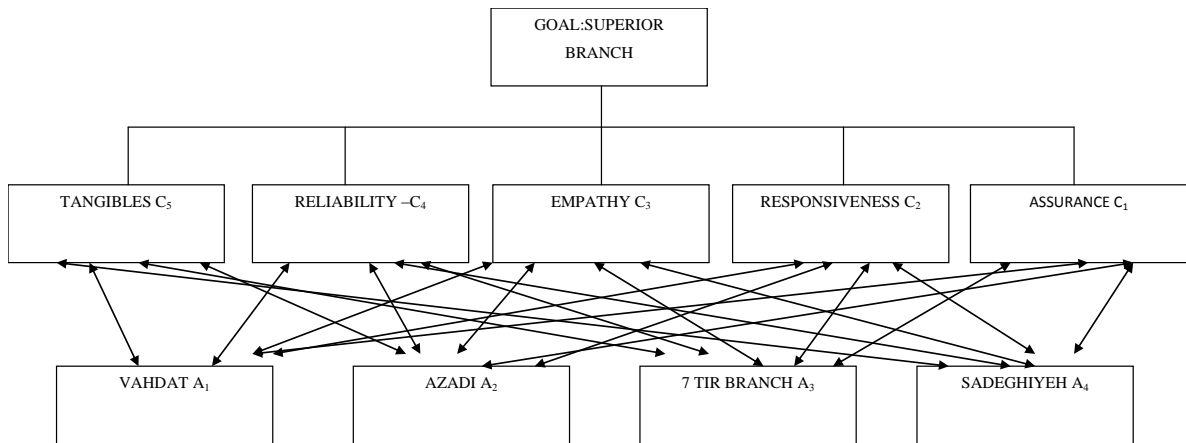 GOAL:SUPERIOR
BRANCH
TANGIBLES C₅
RELIABILITY –C₄
EMPATHY C₃
RESPONSIVENESS C₂
ASSURANCE C₁
VAHDAT A₁
AZADI A₂
7 TIR BRANCH A₃
SADEGHIYEH A₄